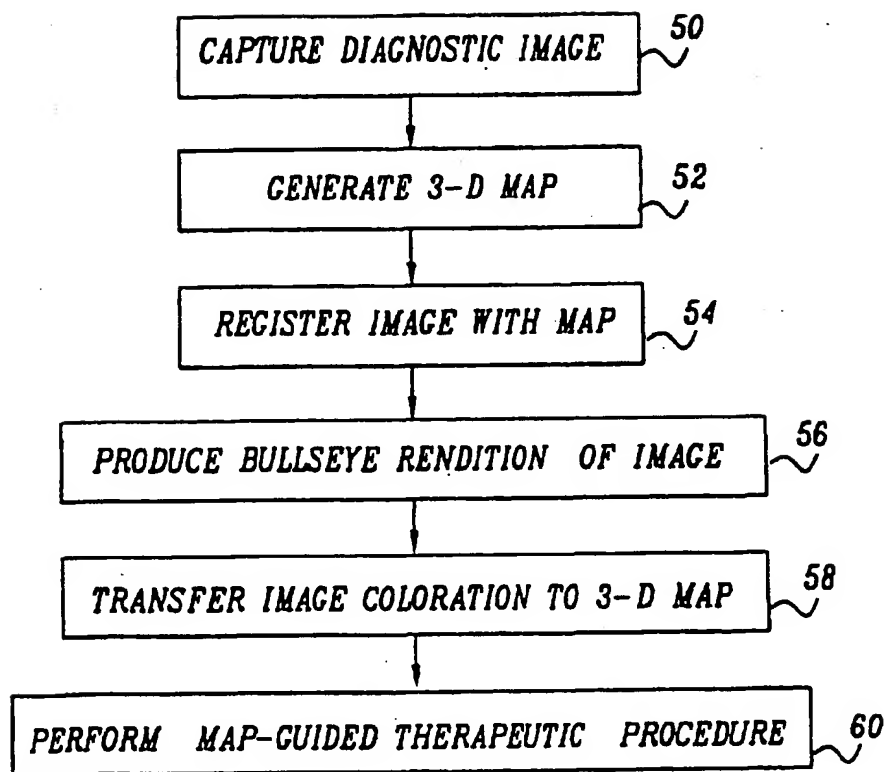 CAPTURE DIAGNOSTIC IMAGE 50
GENERATE 3-D MAP 52
REGISTER IMAGE WITH MAP 54
PRODUCE BULLSEYE RENDITION OF IMAGE 56
TRANSFER IMAGE COLORATION TO 3-D MAP 58
PERFORM MAP-GUIDED THERAPEUTIC PROCEDURE 60